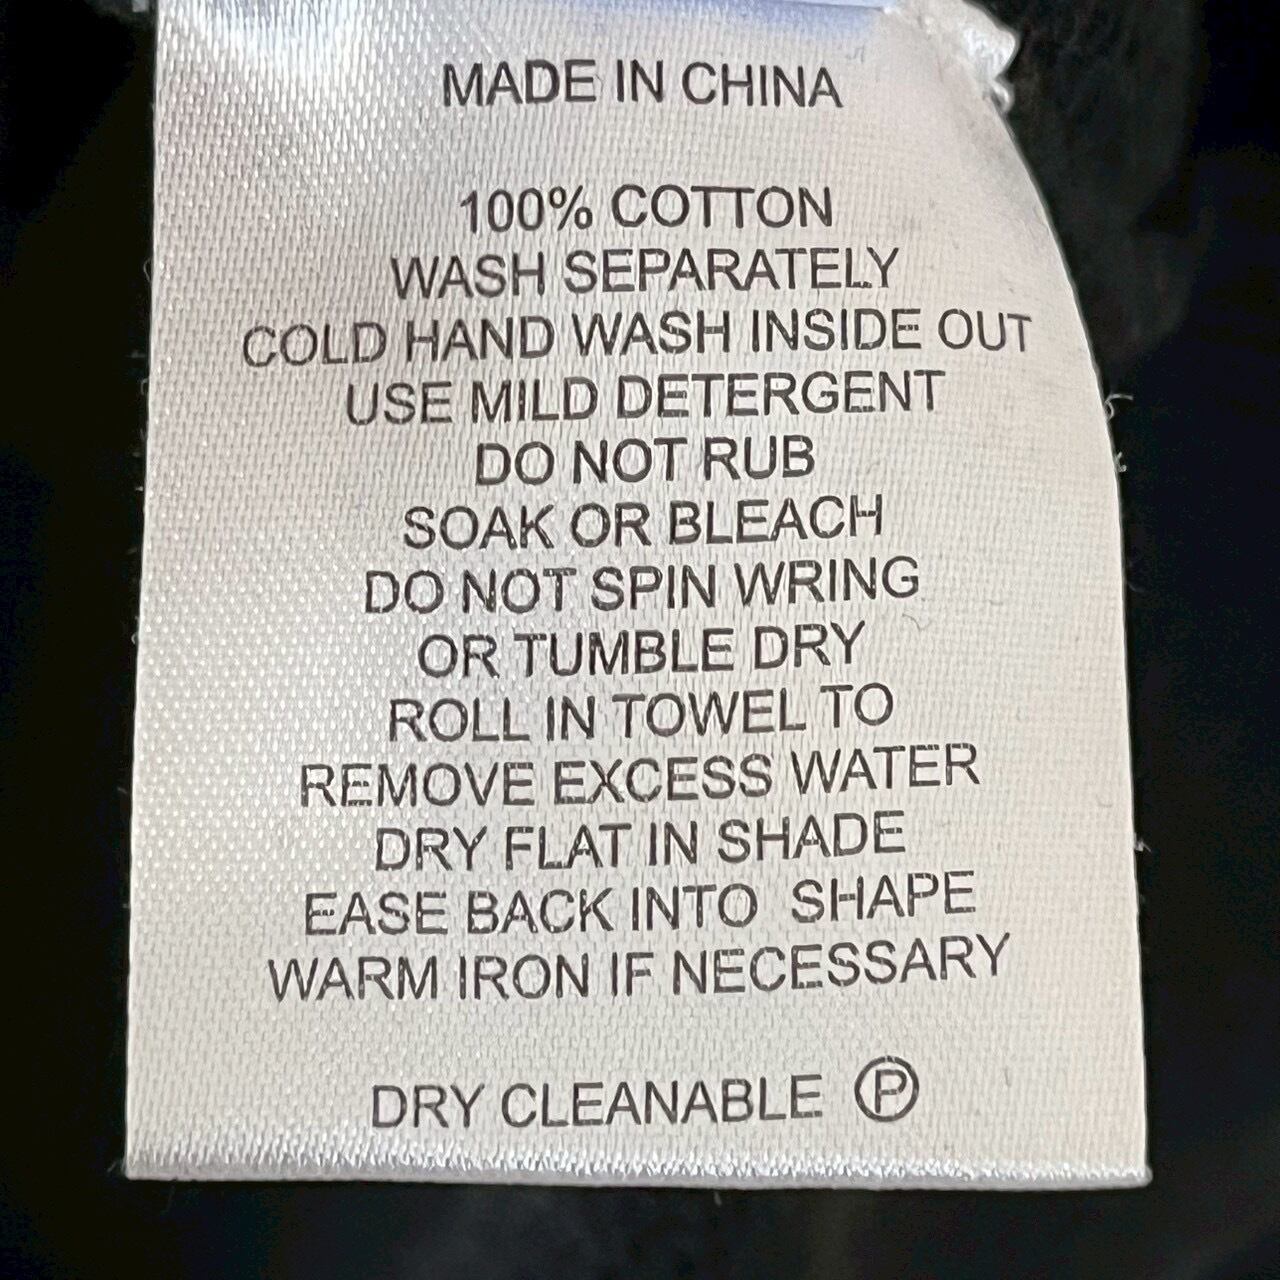 MADE IN CHINA
100% COTTON
WASH SEPARATELY
COLD HAND WASH INSIDE OUT
USE MILD DETERGENT
DO NOT RUB
SOAK OR BLEACH
DO NOT SPIN WRING
OR TUMBLE DRY
ROLL IN TOWEL TO
REMOVE EXCESS WATER
DRY FLAT IN SHADE
EASE BACK INTO SHAPE
WARM IRON IF NECESSARY
DRY CLEANABLE Ⓟ